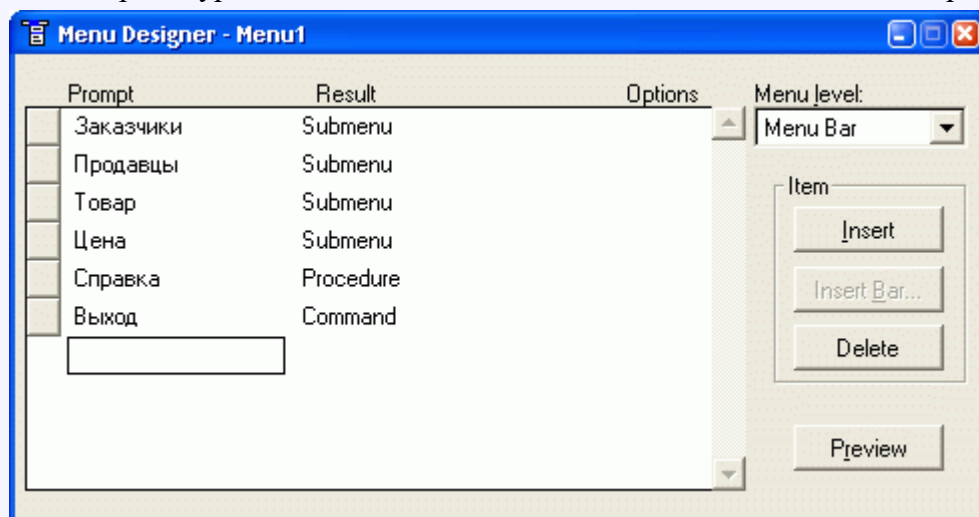 Menu Designer - Menu1
Prompt Result Options Menu level:
Заказчики Submenu Menu Bar
Продавцы Submenu
Item
Товар Submenu
Insert
Цена Submenu
Справка Procedure
Insert Bar...
Выход Command
Delete
Preview